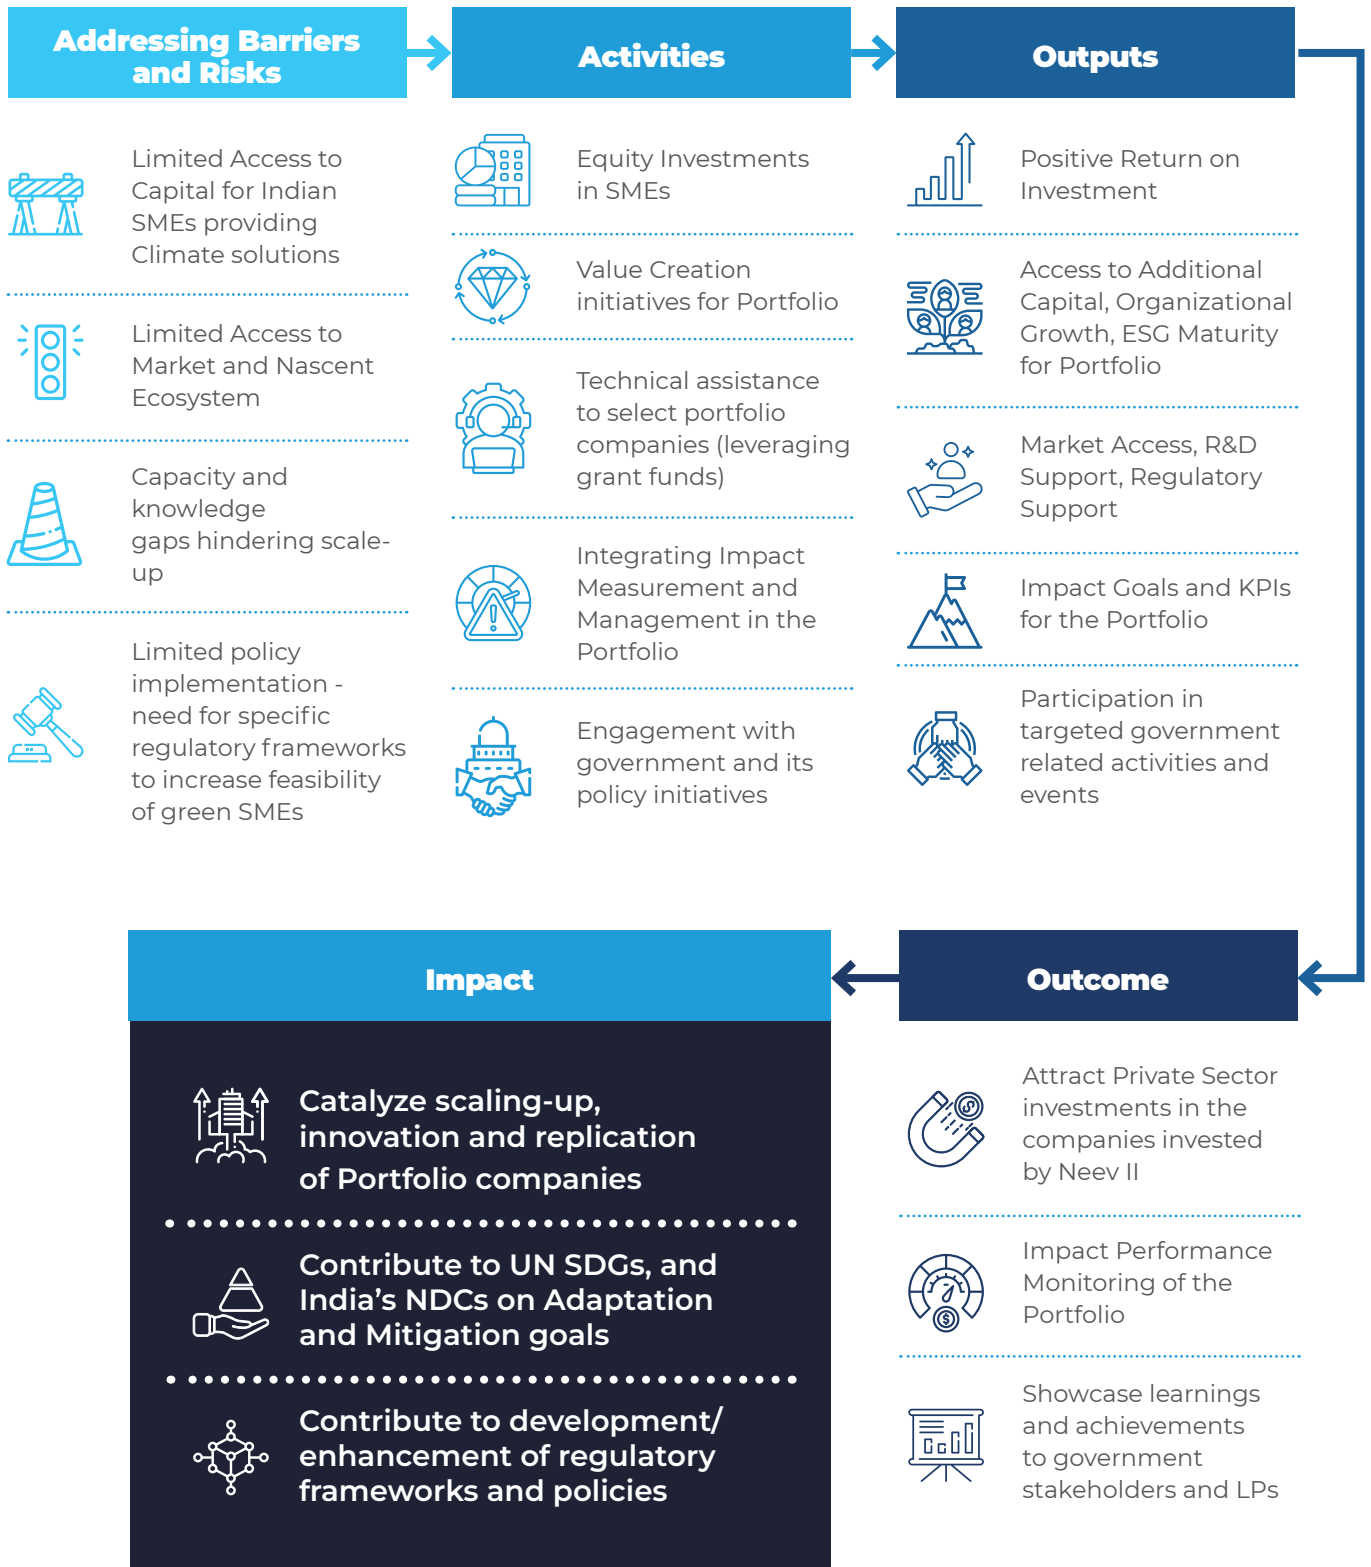 Addressing Barriers
and Risks
Limited Access to
Capital for Indian
SMEs providing
Climate solutions
Limited Access to
Market and Nascent
Ecosystem
Capacity and
knowledge
gaps hindering scale-
up
Limited policy
implementation -
need for specific
regulatory frameworks
to increase feasibility
of green SMEs
Activities
Equity Investments
in SMEs
Value Creation
initiatives for Portfolio
Technical assistance
to select portfolio
companies (leveraging
grant funds)
Integrating Impact
Measurement and
Management in the
Portfolio
Engagement with
government and its
policy initiatives
Outputs
Positive Return on
Investment
Access to Additional
Capital, Organizational
Growth, ESG Maturity
for Portfolio
Market Access, R&D
Support, Regulatory
Support
Impact Goals and KPIs
for the Portfolio
Participation in
targeted government
related activities and
events
Outcome
Attract Private Sector
investments in the
companies invested
by Neev II
Impact Performance
Monitoring of the
Portfolio
Showcase learnings
and achievements
to government
stakeholders and LPs
Impact
Catalyze scaling-up,
innovation and replication
of Portfolio companies
Contribute to UN SDGs, and
India’s NDCs on Adaptation
and Mitigation goals
Contribute to development/
enhancement of regulatory
frameworks and policies